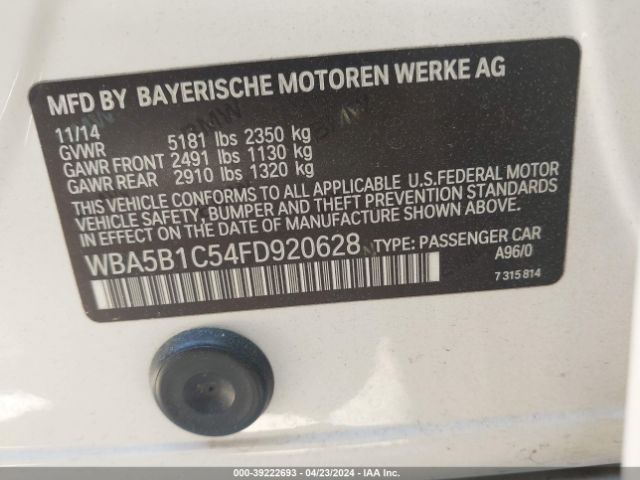 MFD BY BAYERISCHE MOTOREN WERKE AG
11/14
GVWR 5181 lbs 2350 kg
GAWR FRONT 2491 lbs 1130 kg
GAWR REAR 2910 lbs 1320 kg
THIS VEHICLE CONFORMS TO ALL APPLICABLE U.S.FEDERAL MOTOR
VEHICLE SAFETY, BUMPER AND THEFT PREVENTION STANDARDS
IN EFFECT ON THE DATE OF MANUFACTURE SHOWN ABOVE.
WBA5B1C54FD920628 TYPE: PASSENGER CAR
A96/0
7 315 814
000-39222693 - 04/23/2024 - IAA Inc.